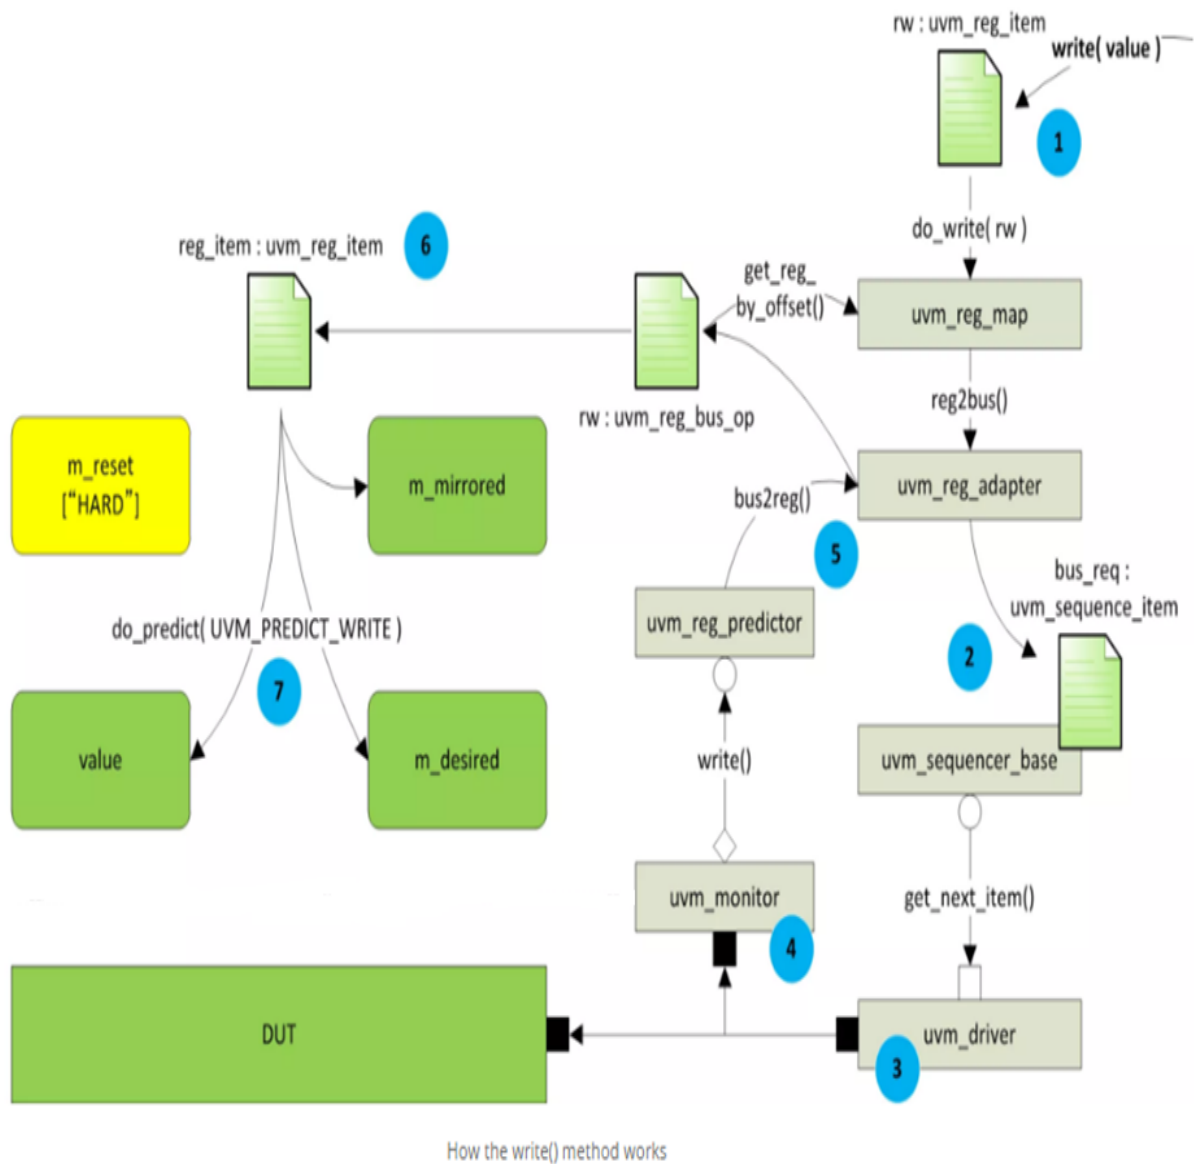 rw : uvm_reg_item
write( value )
1
do_write( rw )
reg_item : uvm_reg_item
6
get_reg_
by_offset()
uvm_reg_map
reg2bus()
rw : uvm_reg_bus_op
m_reset
["HARD"]
m_mirrored
uvm_reg_adapter
bus2reg()
5
bus_req :
uvm_sequence_item
do_predict( UVM_PREDICT_WRITE )
uvm_reg_predictor
2
7
value
m_desired
write()
uvm_sequencer_base
uvm_monitor
get_next_item()
4
DUT
uvm_driver
3
How the write() method works